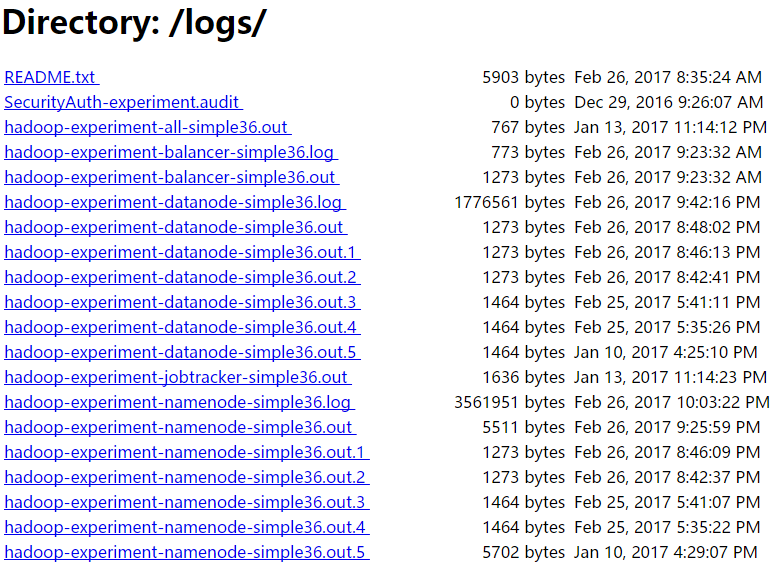 Directory: /logs/
README.txt 5903 bytes Feb 26, 2017 8:35:24 AM
SecurityAuth-experiment.audit 0 bytes Dec 29, 2016 9:26:07 AM
hadoop-experiment-all-simple36.out 767 bytes Jan 13, 2017 11:14:12 PM
hadoop-experiment-balancer-simple36.log 773 bytes Feb 26, 2017 9:23:32 AM
hadoop-experiment-balancer-simple36.out 1273 bytes Feb 26, 2017 9:23:32 AM
hadoop-experiment-datanode-simple36.log 1776561 bytes Feb 26, 2017 9:42:16 PM
hadoop-experiment-datanode-simple36.out 1273 bytes Feb 26, 2017 8:48:02 PM
hadoop-experiment-datanode-simple36.out.1 1273 bytes Feb 26, 2017 8:46:13 PM
hadoop-experiment-datanode-simple36.out.2 1273 bytes Feb 26, 2017 8:42:41 PM
hadoop-experiment-datanode-simple36.out.3 1464 bytes Feb 25, 2017 5:41:11 PM
hadoop-experiment-datanode-simple36.out.4 1464 bytes Feb 25, 2017 5:35:26 PM
hadoop-experiment-datanode-simple36.out.5 1464 bytes Jan 10, 2017 4:25:10 PM
hadoop-experiment-jobtracker-simple36.out 1636 bytes Jan 13, 2017 11:14:23 PM
hadoop-experiment-namenode-simple36.log 3561951 bytes Feb 26, 2017 10:03:22 PM
hadoop-experiment-namenode-simple36.out 5511 bytes Feb 26, 2017 9:25:59 PM
hadoop-experiment-namenode-simple36.out.1 1273 bytes Feb 26, 2017 8:46:09 PM
hadoop-experiment-namenode-simple36.out.2 1273 bytes Feb 26, 2017 8:42:37 PM
hadoop-experiment-namenode-simple36.out.3 1464 bytes Feb 25, 2017 5:41:07 PM
hadoop-experiment-namenode-simple36.out.4 1464 bytes Feb 25, 2017 5:35:22 PM
hadoop-experiment-namenode-simple36.out.5 5702 bytes Jan 10, 2017 4:29:07 PM